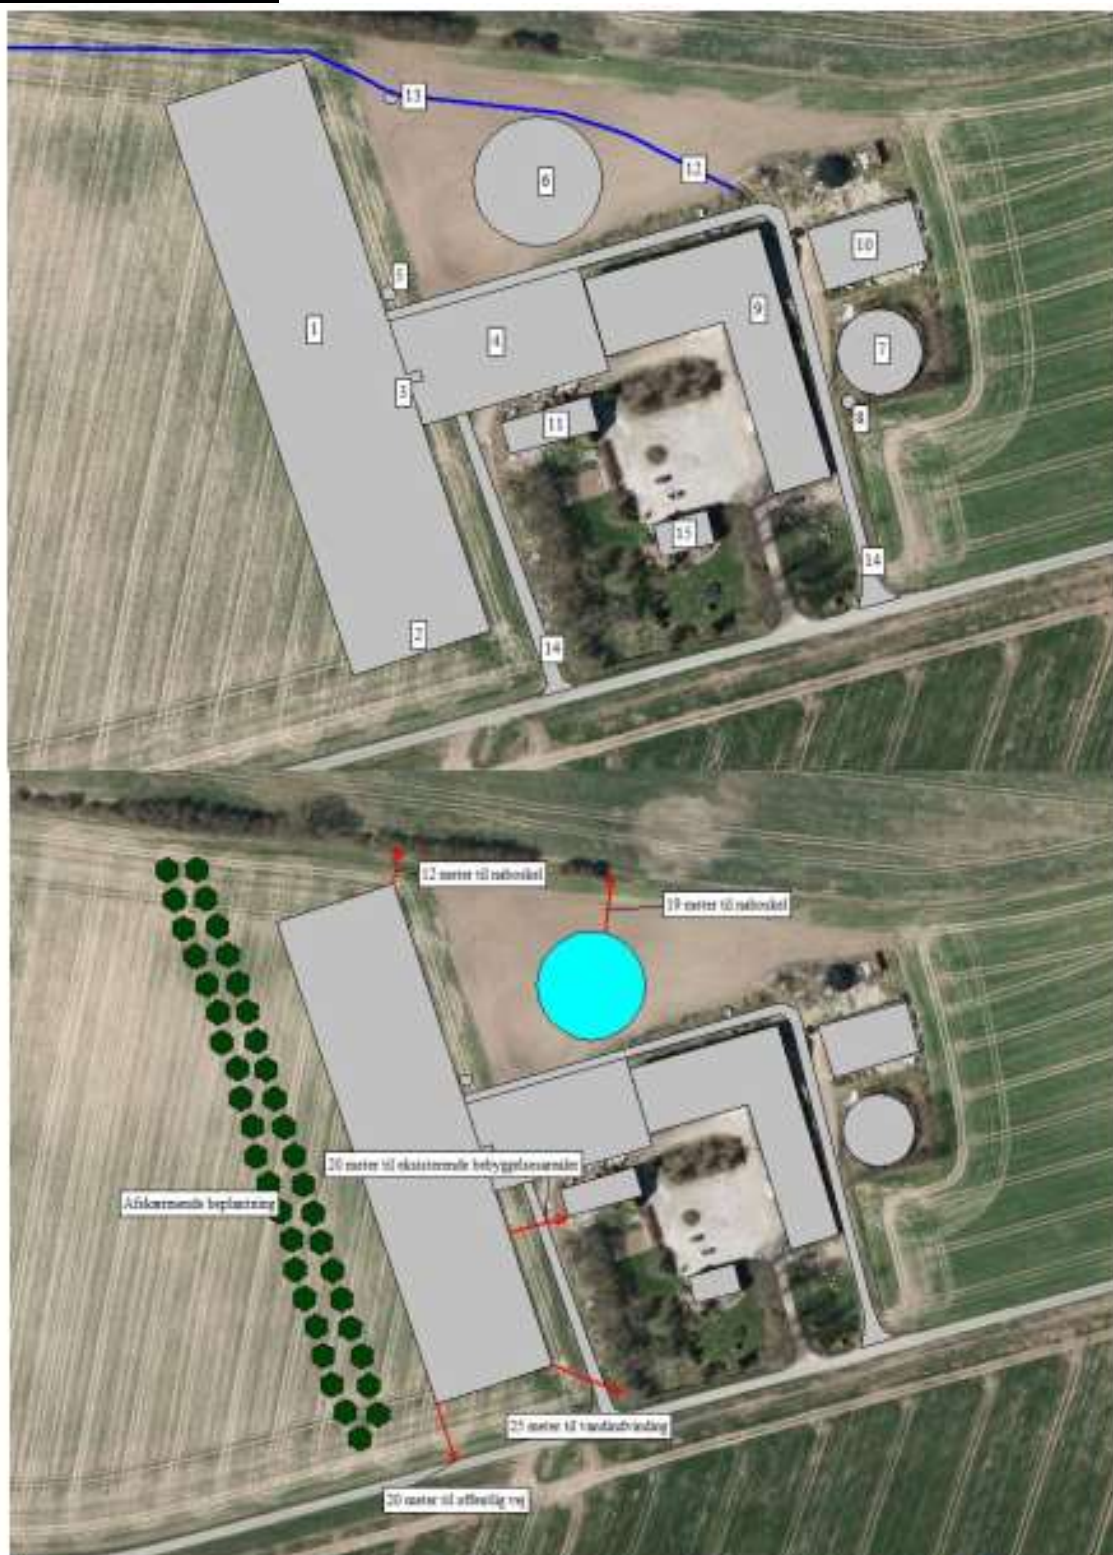 13
12
6
10
5
1
9
4
7
3
8
11
15
14
2
14
12 meter til naboskel
19 meter til naboskel
20 meter til eksisterende bebyggelsesarealer
Afskærmende beplantning
25 meter til vandindvinding
20 meter til offentlig vej